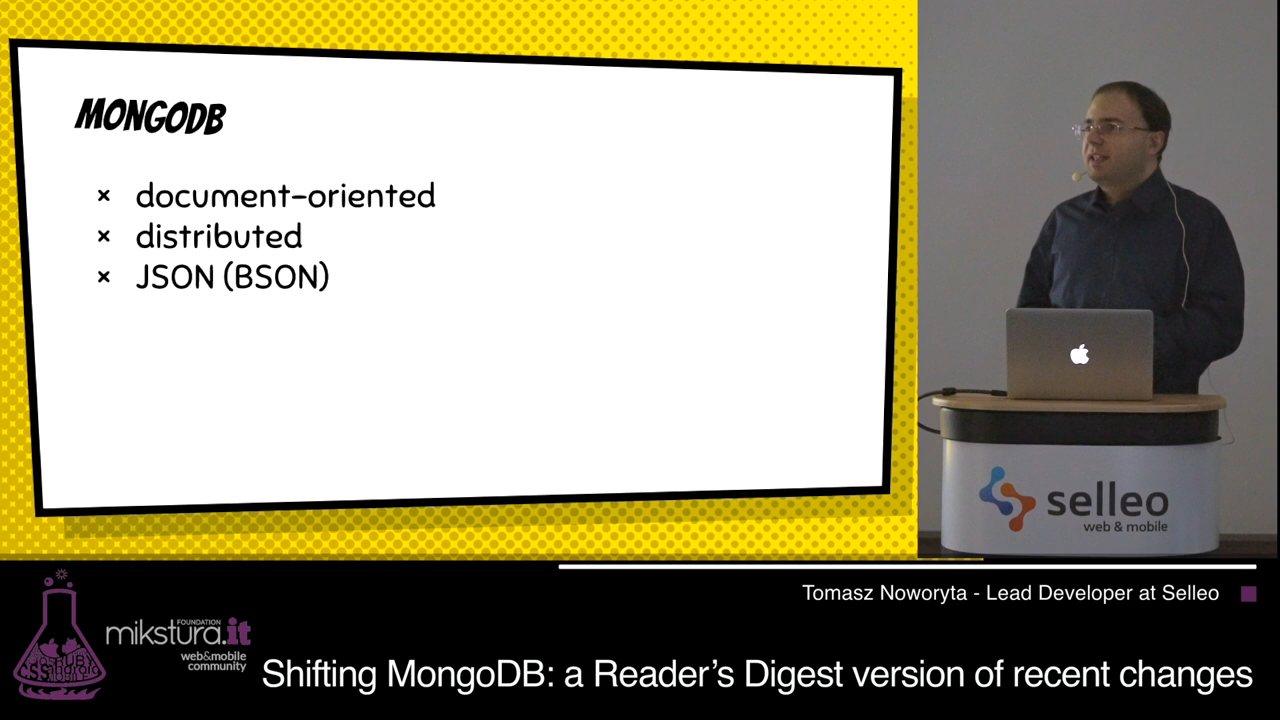 MONGODB
× document-oriented
× distributed
× JSON (BSON)
selleo
web & mobile
Tomasz Noworyta - Lead Developer at Selleo
FOUNDATION
mikstura.it
web&mobile
community
Shifting MongoDB: a Reader's Digest version of recent changes